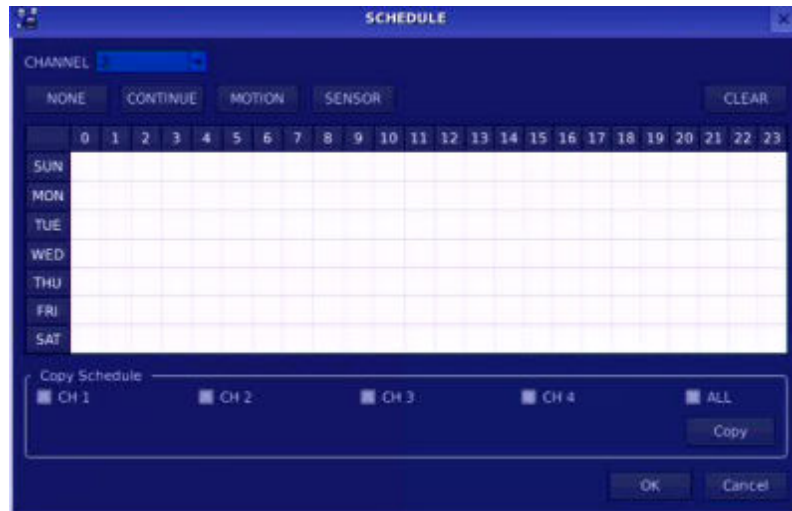 SCHEDULE
CHANNEL
NONE CONTINUE MOTION SENSOR CLEAR
0 1 2 3 4 5 6 7 8 9 10 11 12 13 14 15 16 17 18 19 20 21 22 23
SUN
MON
TUE
WED
THU
FRI
SAT
Copy Schedule
CH 1 CH 2 CH 3 CH 4 ALL
Copy
OK Cancel